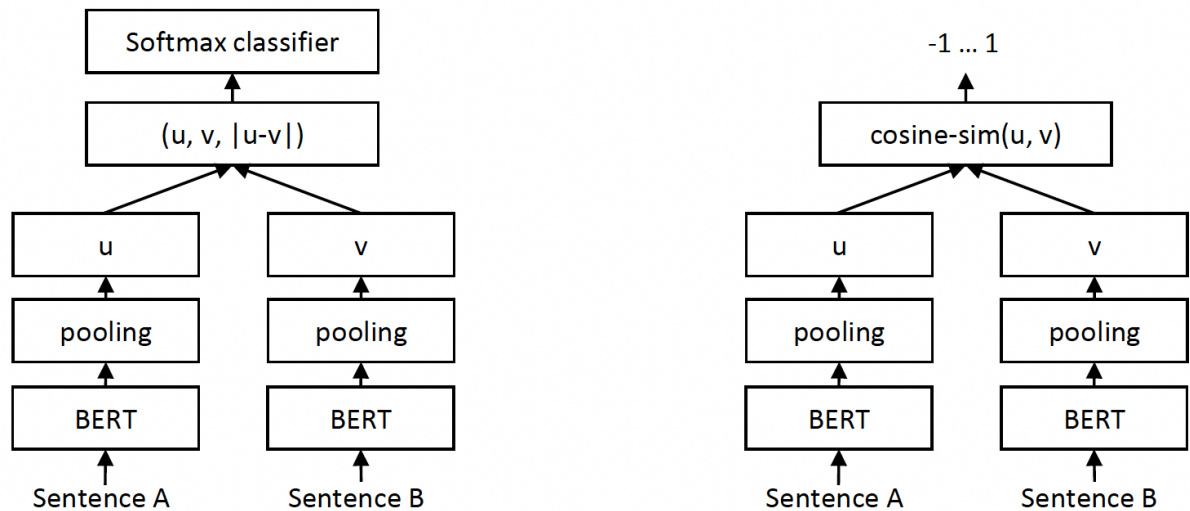 Softmax classifier
(u, v, |u-v|)
u
v
pooling
pooling
BERT
BERT
Sentence A
Sentence B
-1 … 1
cosine-sim(u, v)
u
v
pooling
pooling
BERT
BERT
Sentence A
Sentence B